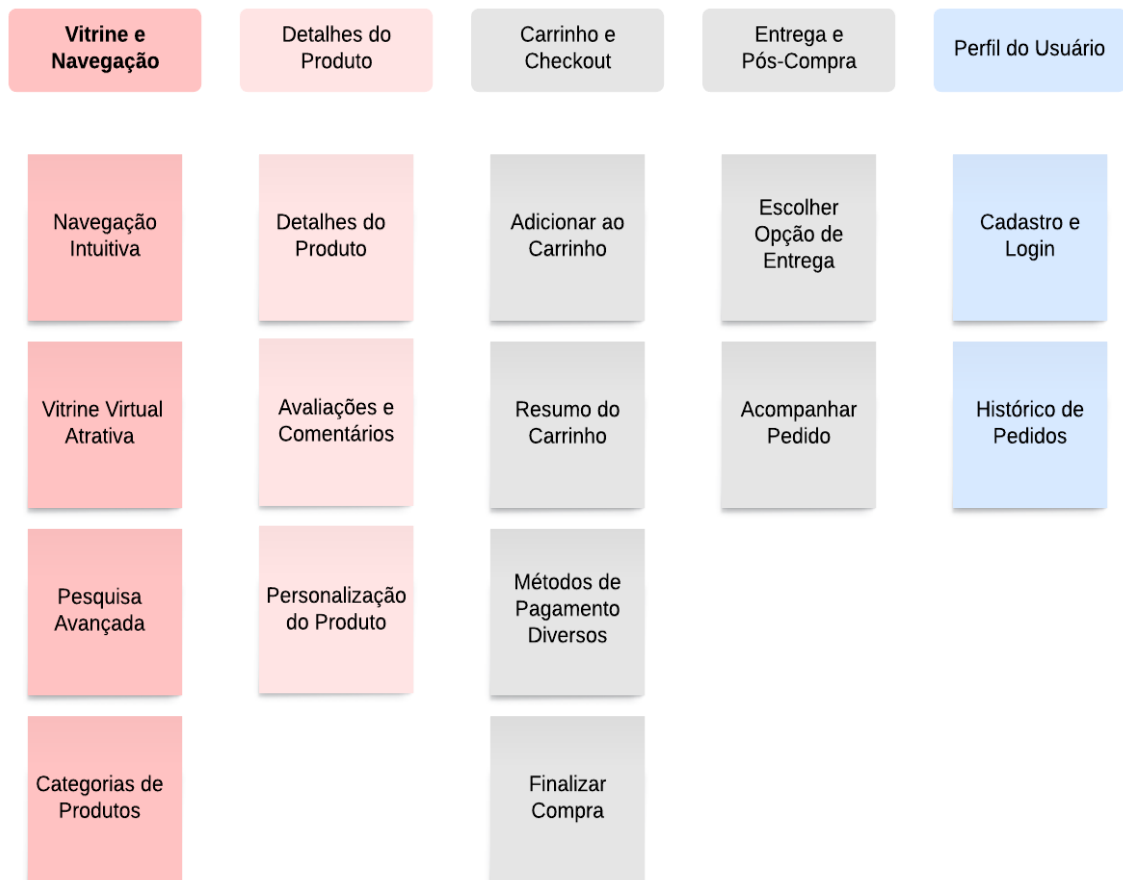 Vitrine e
Navegação
Detalhes do
Produto
Carrinho e
Checkout
Entrega e
Pós-Compra
Perfil do Usuário
Navegação
Intuitiva
Detalhes do
Produto
Adicionar ao
Carrinho
Escolher
Opção de
Entrega
Cadastro e
Login
Vitrine Virtual
Atrativa
Avaliações e
Comentários
Resumo do
Carrinho
Acompanhar
Pedido
Histórico de
Pedidos
Pesquisa
Avançada
Personalização
do Produto
Métodos de
Pagamento
Diversos
Categorias de
Produtos
Finalizar
Compra